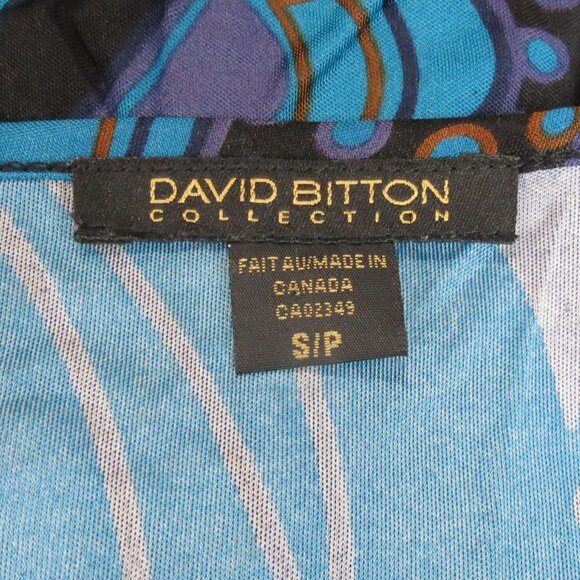 DAVID BITTON
COLLECTION
FAIT AU/MADE IN
CANADA
CA02349
S/P